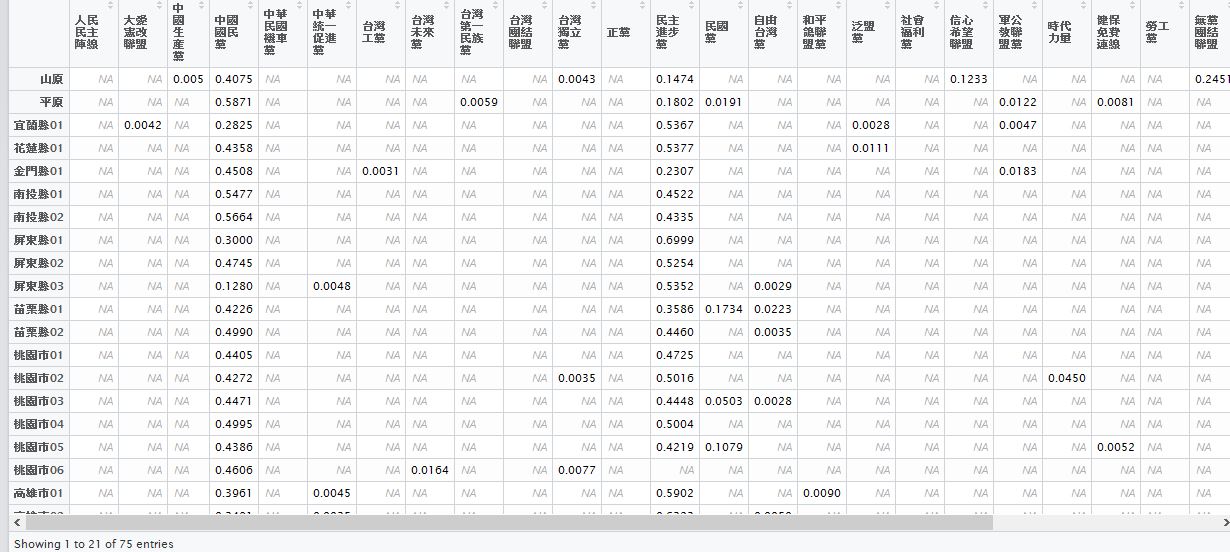 人民
民主
陣線
大愛
憲改
聯盟
中
國
生
產
黨
中國
國民
黨
中華
民國
機車
黨
中華
統一
促進
黨
台灣
工黨
台灣
未來
黨
台灣
第一
民族
黨
台灣
團結
聯盟
台灣
獨立
黨
正黨
民主
進步
黨
民國
黨
自由
台灣
黨
和平
鴿聯
盟黨
泛盟
黨
社會
福利
黨
信心
希望
聯盟
軍公
教聯
盟黨
時代
力量
健保
免費
連線
勞工
黨
無黨
團結
聯盟
山原 NA NA 0.005 0.4075 NA NA NA NA NA NA 0.0043 NA 0.1474 NA NA NA NA NA 0.1233 NA NA NA NA 0.2451
平原 NA NA NA 0.5871 NA NA NA NA 0.0059 NA NA NA 0.1802 0.0191 NA NA NA NA NA 0.0122 NA 0.0081 NA NA
宜蘭縣01 NA 0.0042 NA 0.2825 NA NA NA NA NA NA NA NA 0.5367 NA NA NA 0.0028 NA NA 0.0047 NA NA NA NA
花蓮縣01 NA NA NA 0.4358 NA NA NA NA NA NA NA NA 0.5377 NA NA NA 0.0111 NA NA NA NA NA NA NA
金門縣01 NA NA NA 0.4508 NA NA 0.0031 NA NA NA NA NA 0.2307 NA NA NA NA NA NA 0.0183 NA NA NA NA
南投縣01 NA NA NA 0.5477 NA NA NA NA NA NA NA NA 0.4522 NA NA NA NA NA NA NA NA NA NA NA
南投縣02 NA NA NA 0.5664 NA NA NA NA NA NA NA NA 0.4335 NA NA NA NA NA NA NA NA NA NA NA
屏東縣01 NA NA NA 0.3000 NA NA NA NA NA NA NA NA 0.6999 NA NA NA NA NA NA NA NA NA NA NA
屏東縣02 NA NA NA 0.4745 NA NA NA NA NA NA NA NA 0.5254 NA NA NA NA NA NA NA NA NA NA NA
屏東縣03 NA NA NA 0.1280 NA 0.0048 NA NA NA NA NA NA 0.5352 NA 0.0029 NA NA NA NA NA NA NA NA NA
苗栗縣01 NA NA NA 0.4226 NA NA NA NA NA NA NA NA 0.3586 0.1734 0.0223 NA NA NA NA NA NA NA NA NA
苗栗縣02 NA NA NA 0.4990 NA NA NA NA NA NA NA NA 0.4460 NA 0.0035 NA NA NA NA NA NA NA NA NA
桃園市01 NA NA NA 0.4405 NA NA NA NA NA NA NA NA 0.4725 NA NA NA NA NA NA NA NA NA NA NA
桃園市02 NA NA NA 0.4272 NA NA NA NA NA NA 0.0035 NA 0.5016 NA NA NA NA NA NA NA 0.0450 NA NA NA
桃園市03 NA NA NA 0.4471 NA NA NA NA NA NA NA NA 0.4448 0.0503 0.0028 NA NA NA NA NA NA NA NA NA
桃園市04 NA NA NA 0.4995 NA NA NA NA NA NA NA NA 0.5004 NA NA NA NA NA NA NA NA NA NA NA
桃園市05 NA NA NA 0.4386 NA NA NA NA NA NA NA NA 0.4219 0.1079 NA NA NA NA NA NA NA 0.0052 NA NA
桃園市06 NA NA NA 0.4606 NA NA NA 0.0164 NA NA 0.0077 NA NA NA NA NA NA NA NA NA NA NA NA NA
高雄市01 NA NA NA 0.3961 NA 0.0045 NA NA NA NA NA NA 0.5902 NA NA 0.0090 NA NA NA NA NA NA NA NA
Showing 1 to 21 of 75 entries